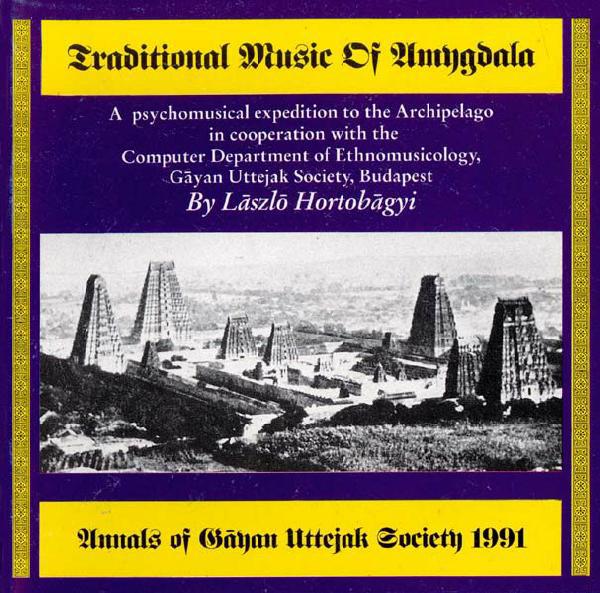 Traditional Music Of Amygdala
A psychomusical expedition to the Archipelago
in cooperation with the
Computer Department of Ethnomusicology,
Gāyan Uttejak Society, Budapest
By Lāszlō Hortobāgyi
Annals of Gāyan Uttejak Society 1991